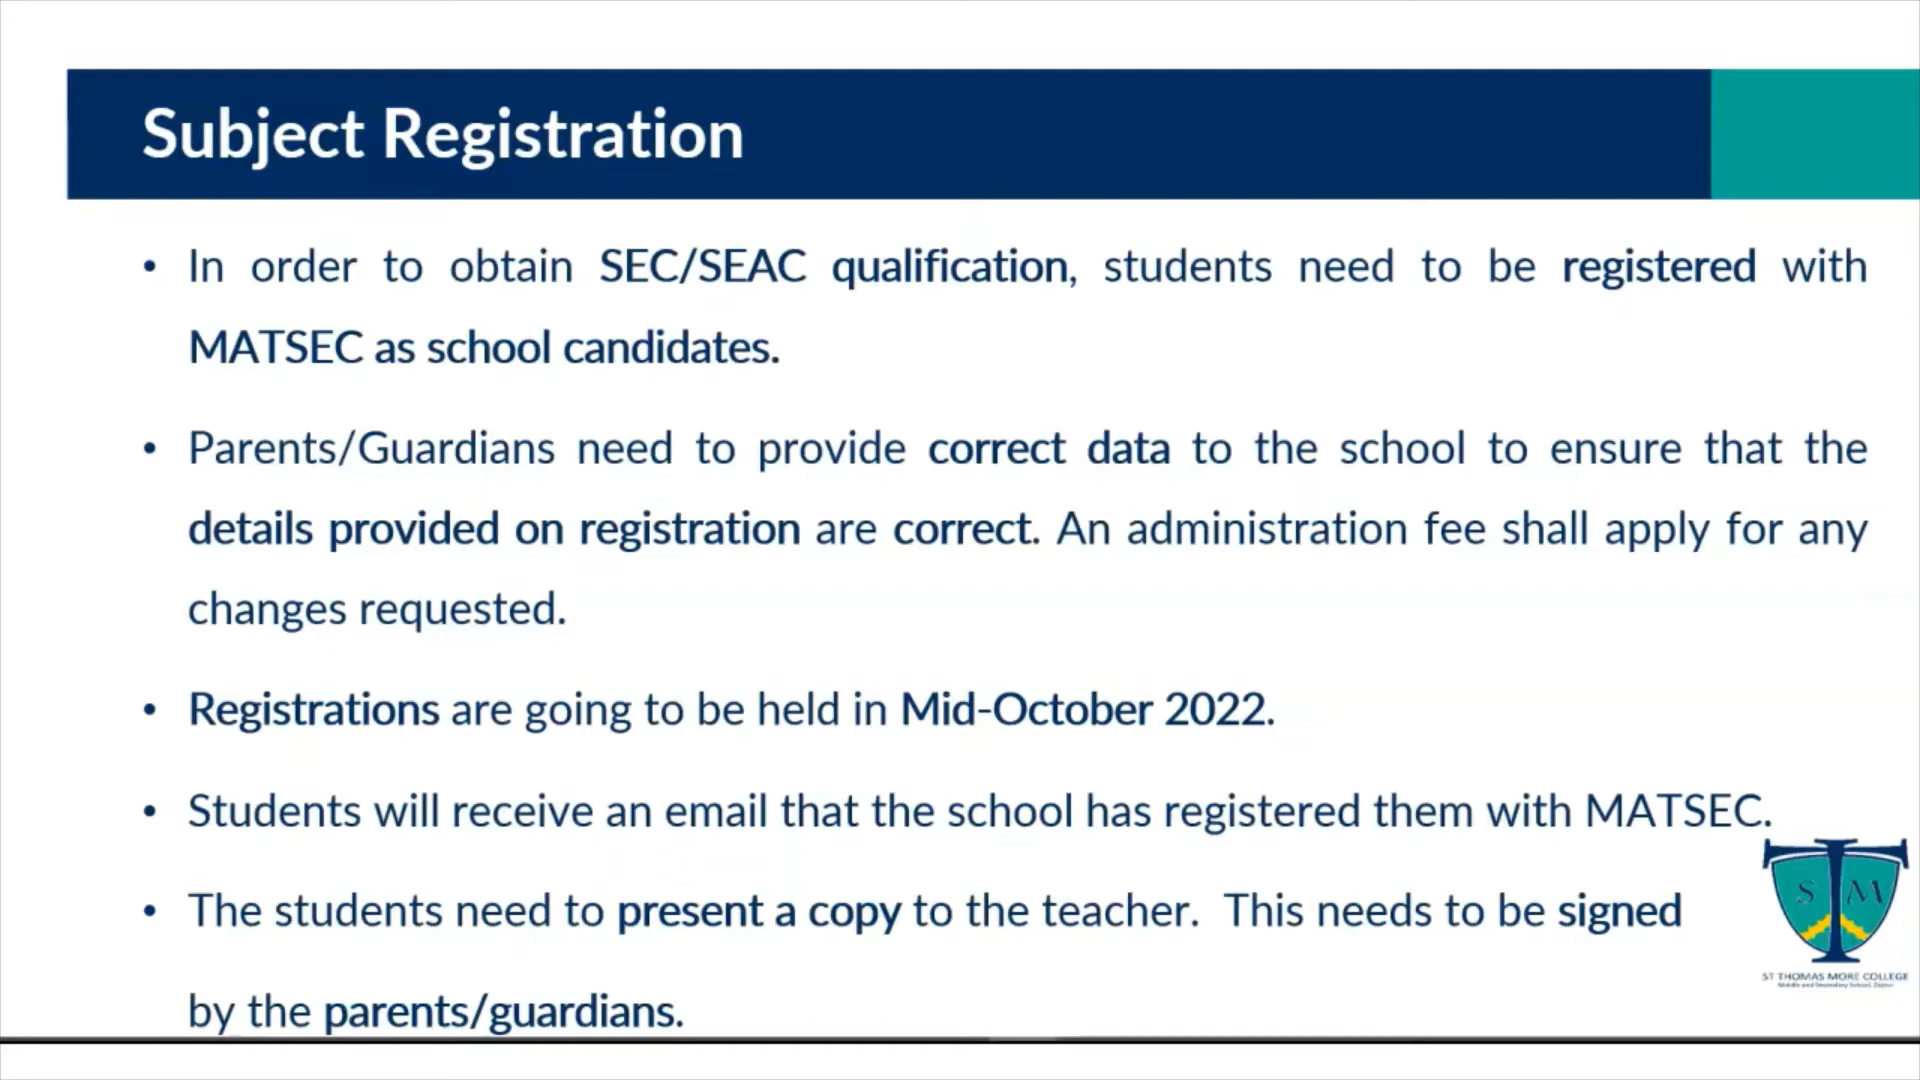 Subject Registration
• In order to obtain SEC/SEAC qualification, students need to be registered with
MATSEC as school candidates.
• Parents/Guardians need to provide correct data to the school to ensure that the
details provided on registration are correct. An administration fee shall apply for any
changes requested.
• Registrations are going to be held in Mid-October 2022.
• Students will receive an email that the school has registered them with MATSEC.
• The students need to present a copy to the teacher. This needs to be signed
by the parents/guardians.
S M
ST THOMAS MORE COLLEGE
Middle and Secondary School,